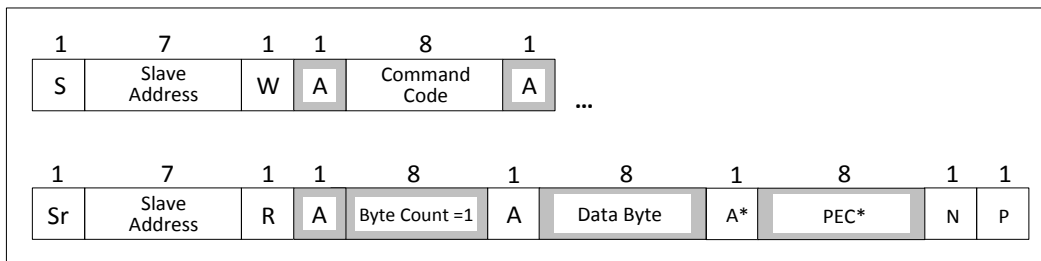 1 7 1 1 8 1
S Slave Address W A Command Code A ...
1 7 1 1 8 1 8 1 8 1 1
Sr Slave Address R A Byte Count =1 A Data Byte A* PEC* N P